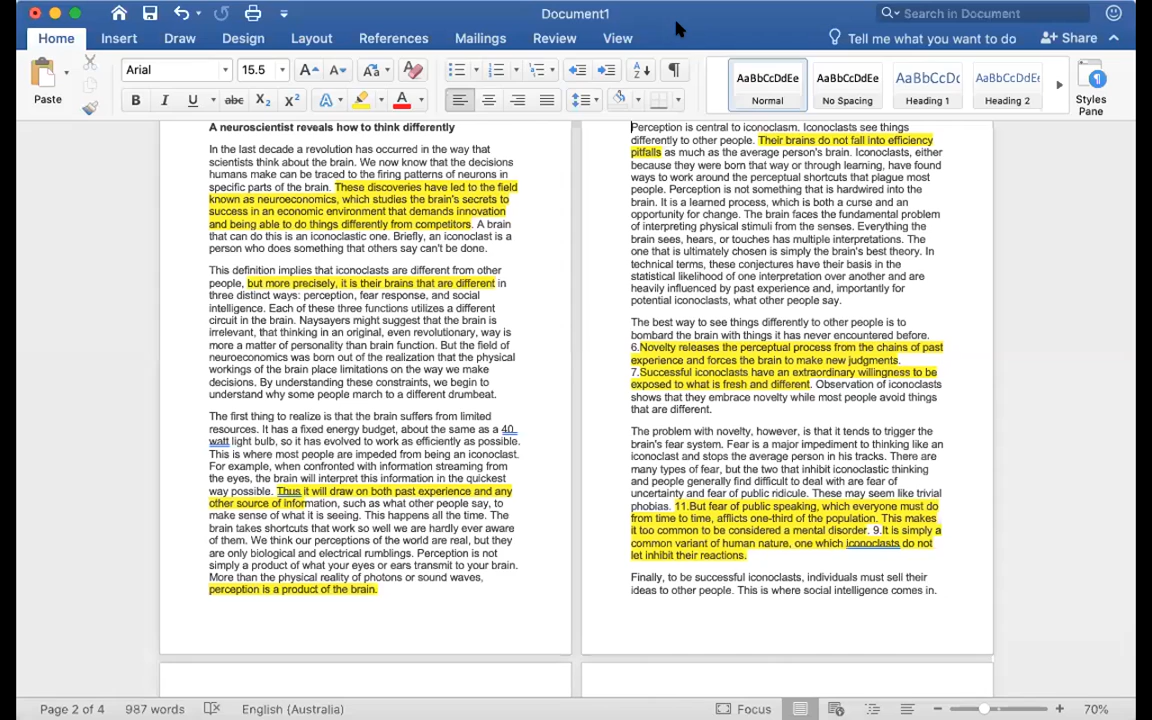 Document1
Search in Document
Home
Insert
Draw
Design
Layout
References
Mailings
Review
View
Tell me what you want to do
Share
Paste
Arial
15.5
AaBbCcDdEe
Normal
AaBbCcDdEe
No Spacing
AaBbCcDc
Heading 1
AaBbCcDdEe
Heading 2
Styles
Pane
A neuroscientist reveals how to think differently
In the last decade a revolution has occurred in the way that
scientists think about the brain. We now know that the decisions
humans make can be traced to the firing patterns of neurons in
specific parts of the brain. These discoveries have led to the field
known as neuroeconomics, which studies the brain's secrets to
success in an economic environment that demands innovation
and being able to do things differently from competitors. A brain
that can do this is an iconoclastic one. Briefly, an iconoclast is a
person who does something that others say can't be done.
This definition implies that iconoclasts are different from other
people, but more precisely, it is their brains that are different in
three distinct ways: perception, fear response, and social
intelligence. Each of these three functions utilizes a different
circuit in the brain. Naysayers might suggest that the brain is
irrelevant, that thinking in an original, even revolutionary, way is
more a matter of personality than brain function. But the field of
neuroeconomics was born out of the realization that the physical
workings of the brain place limitations on the way we make
decisions. By understanding these constraints, we begin to
understand why some people march to a different drumbeat.
The first thing to realize is that the brain suffers from limited
resources. It has a fixed energy budget, about the same as a 40
watt light bulb, so it has evolved to work as efficiently as possible.
This is where most people are impeded from being an iconoclast.
For example, when confronted with information streaming from
the eyes, the brain will interpret this information in the quickest
way possible. Thus it will draw on both past experience and any
other source of information, such as what other people say, to
make sense of what it is seeing. This happens all the time. The
brain takes shortcuts that work so well we are hardly ever aware
of them. We think our perceptions of the world are real, but they
are only biological and electrical rumblings. Perception is not
simply a product of what your eyes or ears transmit to your brain.
More than the physical reality of photons or sound waves,
perception is a product of the brain.
Perception is central to iconoclasm. Iconoclasts see things
differently to other people. Their brains do not fall into efficiency
pitfalls as much as the average person's brain. Iconoclasts, either
because they were born that way or through learning, have found
ways to work around the perceptual shortcuts that plague most
people. Perception is not something that is hardwired into the
brain. It is a learned process, which is both a curse and an
opportunity for change. The brain faces the fundamental problem
of interpreting physical stimuli from the senses. Everything the
brain sees, hears, or touches has multiple interpretations. The
one that is ultimately chosen is simply the brain's best theory. In
technical terms, these conjectures have their basis in the
statistical likelihood of one interpretation over another and are
heavily influenced by past experience and, importantly for
potential iconoclasts, what other people say.
The best way to see things differently to other people is to
bombard the brain with things it has never encountered before.
6.Novelty releases the perceptual process from the chains of past
experience and forces the brain to make new judgments.
7.Successful iconoclasts have an extraordinary willingness to be
exposed to what is fresh and different. Observation of iconoclasts
shows that they embrace novelty while most people avoid things
that are different.
The problem with novelty, however, is that it tends to trigger the
brain's fear system. Fear is a major impediment to thinking like an
iconoclast and stops the average person in his tracks. There are
many types of fear, but the two that inhibit iconoclastic thinking
and people generally find difficult to deal with are fear of
uncertainty and fear of public ridicule. These may seem like trivial
phobias. 11.But fear of public speaking, which everyone must do
from time to time, afflicts one-third of the population. This makes
it too common to be considered a mental disorder. 9.It is simply a
common variant of human nature, one which iconoclasts do not
let inhibit their reactions.
Finally, to be successful iconoclasts, individuals must sell their
ideas to other people. This is where social intelligence comes in.
Page 2 of 4
987 words
English (Australia)
Focus
70%